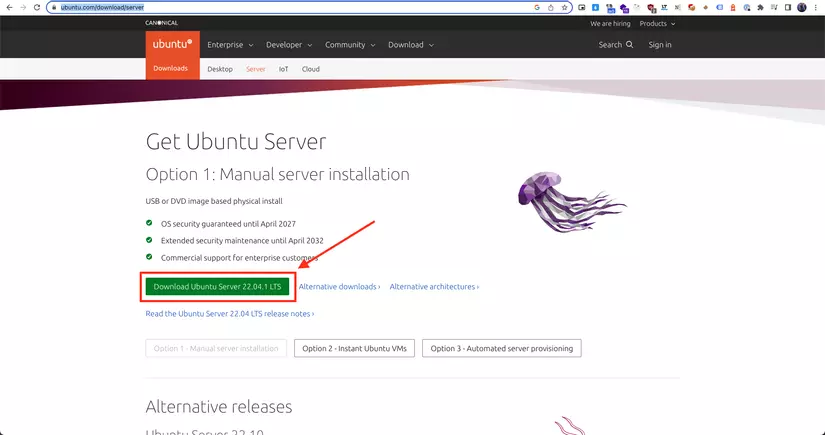 ubuntu.com/download/server
CANONICAL
We are hiring Products
ubuntu
Enterprise Developer Community Download Search Sign in
Downloads Desktop Server IoT Cloud
Get Ubuntu Server
Option 1: Manual server installation
USB or DVD image based physical install
OS security guaranteed until April 2027
Extended security maintenance until April 2032
Commercial support for enterprise customers
Download Ubuntu Server 22.04.1 LTS Alternative downloads › Alternative architectures ›
Read the Ubuntu Server 22.04 LTS release notes ›
Option 1 - Manual server installation Option 2 - Instant Ubuntu VMs Option 3 - Automated server provisioning
Alternative releases
Ubuntu Server 22.10